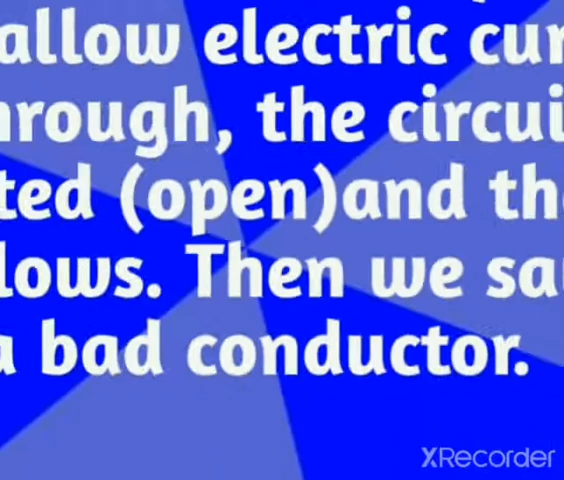 allow electric cur
hrough, the circui
ted (open)and th
lows. Then we sa
a bad conductor.
XRecorder